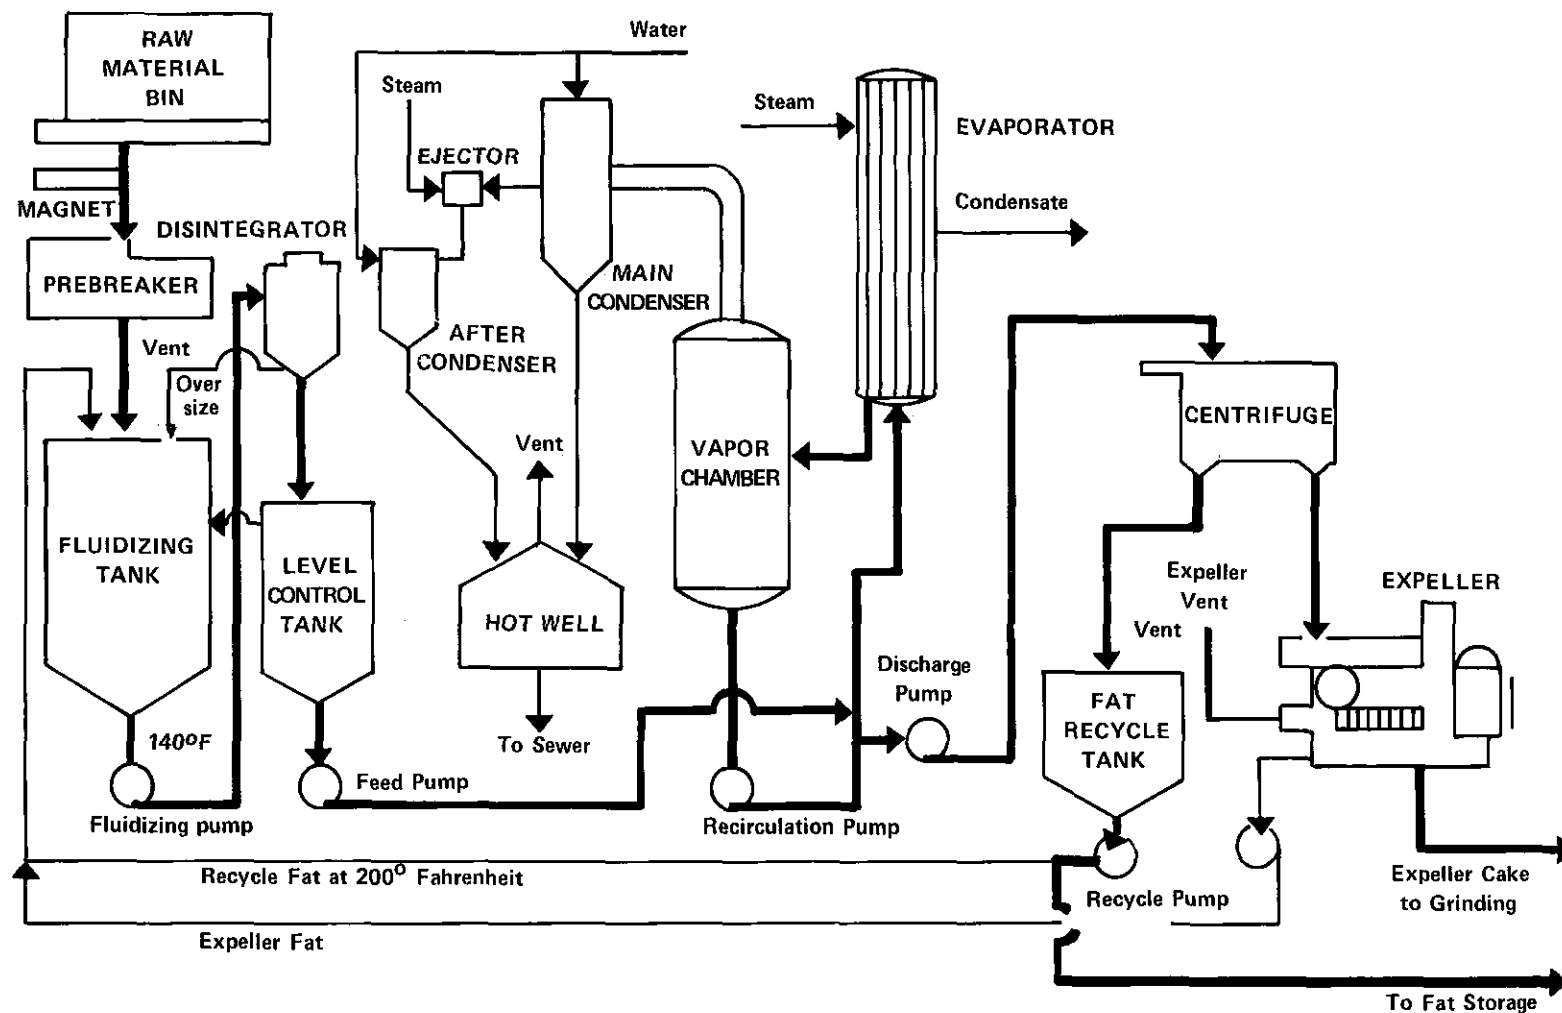 RAW
MATERIAL
BIN
MAGNET
PREBREAKER
DISINTEGRATOR
Vent
Over
size
FLUIDIZING
TANK
140°F
Fluidizing pump
LEVEL
CONTROL
TANK
Feed Pump
Water
Steam
EJECTOR
AFTER
CONDENSER
MAIN
CONDENSER
Vent
HOT WELL
To Sewer
VAPOR
CHAMBER
Recirculation Pump
Steam
EVAPORATOR
Condensate
Discharge
Pump
CENTRIFUGE
Expeller
Vent
Vent
EXPELLER
FAT
RECYCLE
TANK
Recycle Pump
Expeller Cake
to Grinding
Recycle Fat at 200° Fahrenheit
Expeller Fat
To Fat Storage